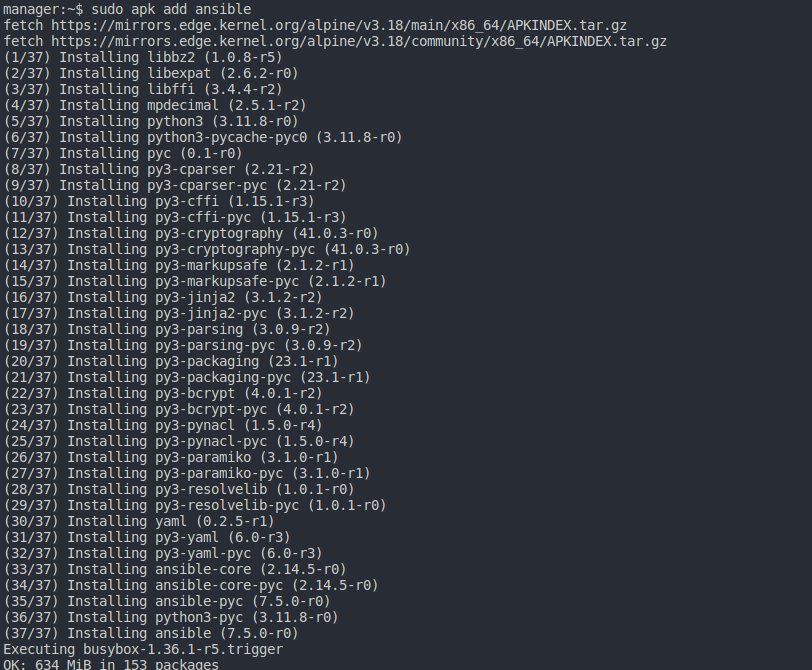 manager:~$ sudo apk add ansible
fetch https://mirrors.edge.kernel.org/alpine/v3.18/main/x86_64/APKINDEX.tar.gz
fetch https://mirrors.edge.kernel.org/alpine/v3.18/community/x86_64/APKINDEX.tar.gz
(1/37) Installing libbz2 (1.0.8-r5)
(2/37) Installing libexpat (2.6.2-r0)
(3/37) Installing libffi (3.4.4-r2)
(4/37) Installing mpdecimal (2.5.1-r2)
(5/37) Installing python3 (3.11.8-r0)
(6/37) Installing python3-pycache-pyc0 (3.11.8-r0)
(7/37) Installing pyc (0.1-r0)
(8/37) Installing py3-cparser (2.21-r2)
(9/37) Installing py3-cparser-pyc (2.21-r2)
(10/37) Installing py3-cffi (1.15.1-r3)
(11/37) Installing py3-cffi-pyc (1.15.1-r3)
(12/37) Installing py3-cryptography (41.0.3-r0)
(13/37) Installing py3-cryptography-pyc (41.0.3-r0)
(14/37) Installing py3-markupsafe (2.1.2-r1)
(15/37) Installing py3-markupsafe-pyc (2.1.2-r1)
(16/37) Installing py3-jinja2 (3.1.2-r2)
(17/37) Installing py3-jinja2-pyc (3.1.2-r2)
(18/37) Installing py3-parsing (3.0.9-r2)
(19/37) Installing py3-parsing-pyc (3.0.9-r2)
(20/37) Installing py3-packaging (23.1-r1)
(21/37) Installing py3-packaging-pyc (23.1-r1)
(22/37) Installing py3-bcrypt (4.0.1-r2)
(23/37) Installing py3-bcrypt-pyc (4.0.1-r2)
(24/37) Installing py3-pynacl (1.5.0-r4)
(25/37) Installing py3-pynacl-pyc (1.5.0-r4)
(26/37) Installing py3-paramiko (3.1.0-r1)
(27/37) Installing py3-paramiko-pyc (3.1.0-r1)
(28/37) Installing py3-resolvelib (1.0.1-r0)
(29/37) Installing py3-resolvelib-pyc (1.0.1-r0)
(30/37) Installing yaml (0.2.5-r1)
(31/37) Installing py3-yaml (6.0-r3)
(32/37) Installing py3-yaml-pyc (6.0-r3)
(33/37) Installing ansible-core (2.14.5-r0)
(34/37) Installing ansible-core-pyc (2.14.5-r0)
(35/37) Installing ansible-pyc (7.5.0-r0)
(36/37) Installing python3-pyc (3.11.8-r0)
(37/37) Installing ansible (7.5.0-r0)
Executing busybox-1.36.1-r5.trigger
OK: 634 MiB in 153 packages